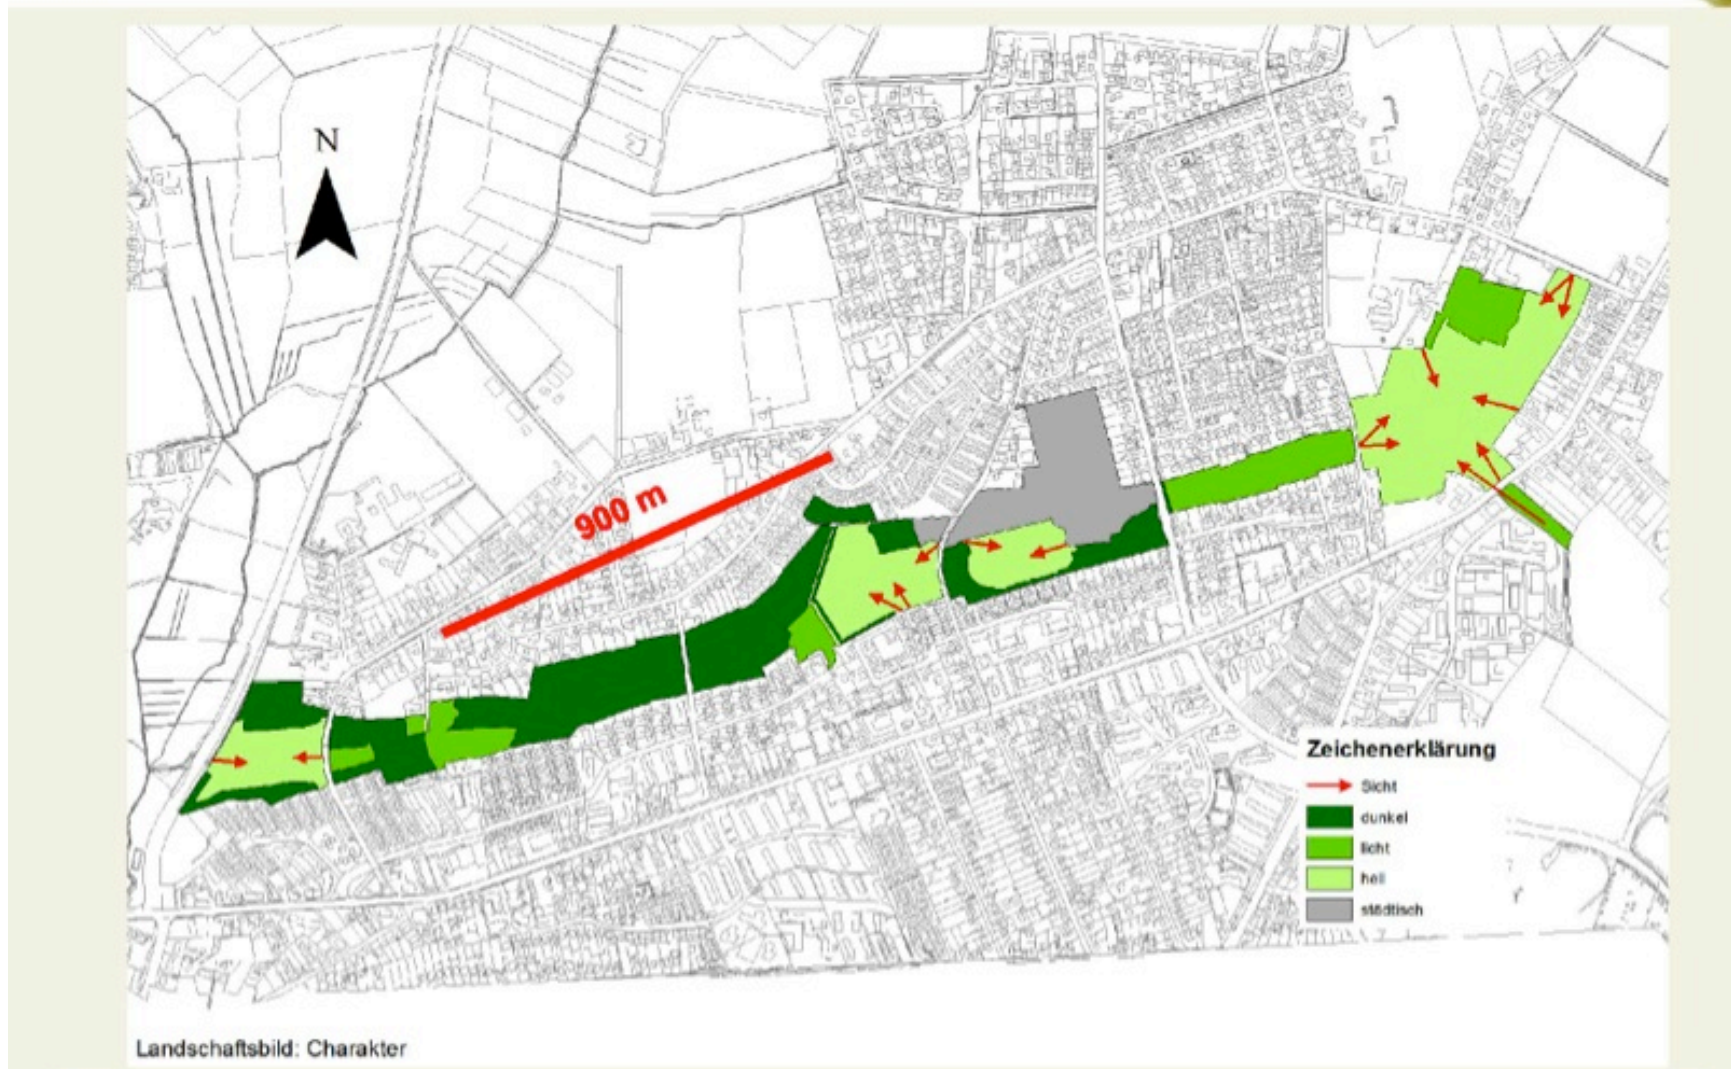 N
900 m
Zeichenerklärung
Sicht
dunkel
licht
hell
städtisch
Landschaftsbild: Charakter